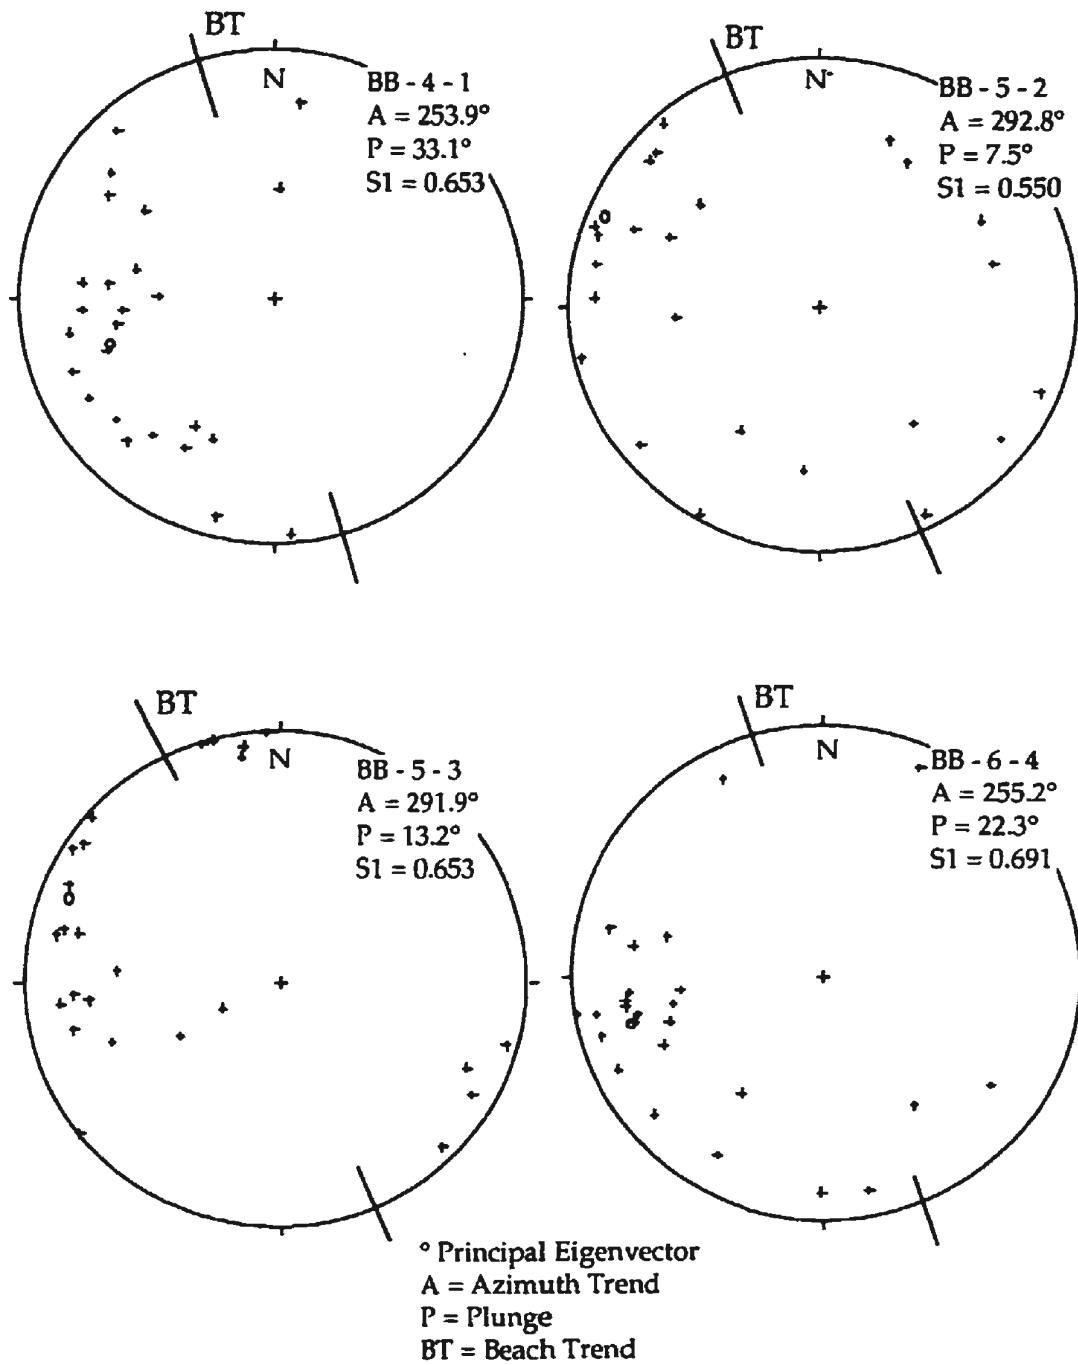 BT
N
BB - 4 - 1
A = 253.9°
P = 33.1°
S1 = 0.653
BT
N
BB - 5 - 2
A = 292.8°
P = 7.5°
S1 = 0.550
BT
N
BB - 5 - 3
A = 291.9°
P = 13.2°
S1 = 0.653
BT
N
BB - 6 - 4
A = 255.2°
P = 22.3°
S1 = 0.691
° Principal Eigenvector
A = Azimuth Trend
P = Plunge
BT = Beach Trend